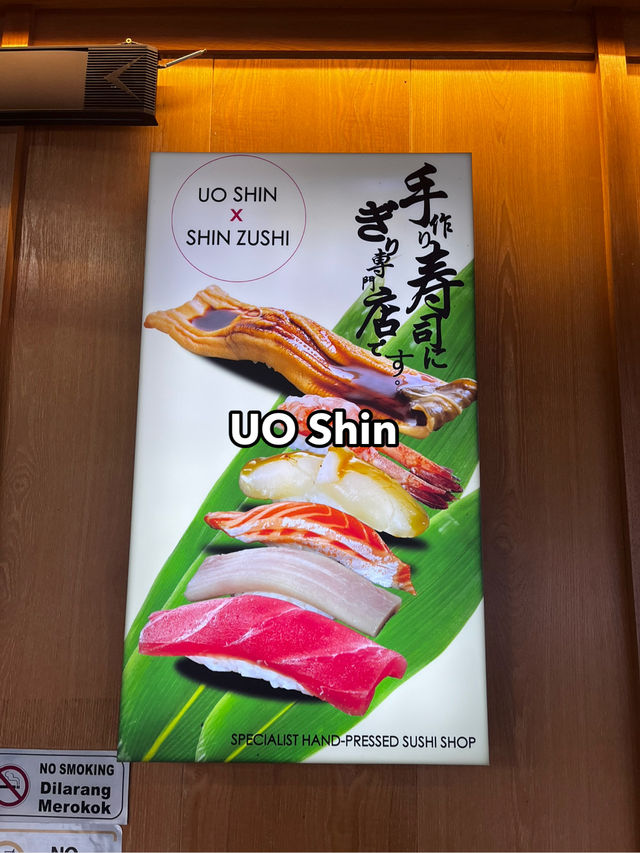 UO SHIN
X
SHIN ZUSHI
手作り寿司に
ぎり専門店です。
UO Shin
SPECIALIST HAND-PRESSED SUSHI SHOP
NO SMOKING
Dilarang
Merokok
NO